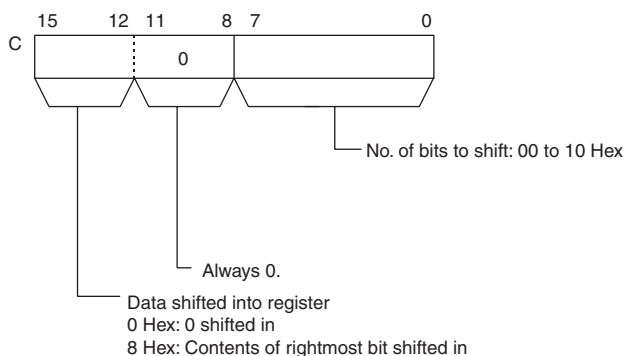 15 12 11 8 7 0
C
0
No. of bits to shift: 00 to 10 Hex
Always 0.
Data shifted into register
0 Hex: 0 shifted in
8 Hex: Contents of rightmost bit shifted in